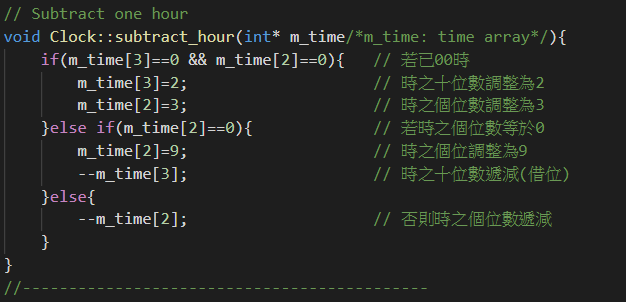 // Subtract one hour
void Clock::subtract_hour(int* m_time/*m_time: time array*/){
    if(m_time[3]==0 && m_time[2]==0){   // 若已00時
        m_time[3]=2;                    // 時之十位數調整為2
        m_time[2]=3;                    // 時之個位數調整為3
    }else if(m_time[2]==0){             // 若時之個位數等於0
        m_time[2]=9;                    // 時之個位調整為9
        --m_time[3];                    // 時之十位數遞減(借位)
    }else{
        --m_time[2];                    // 否則時之個位數遞減
    }
}
//--------------------------------------------